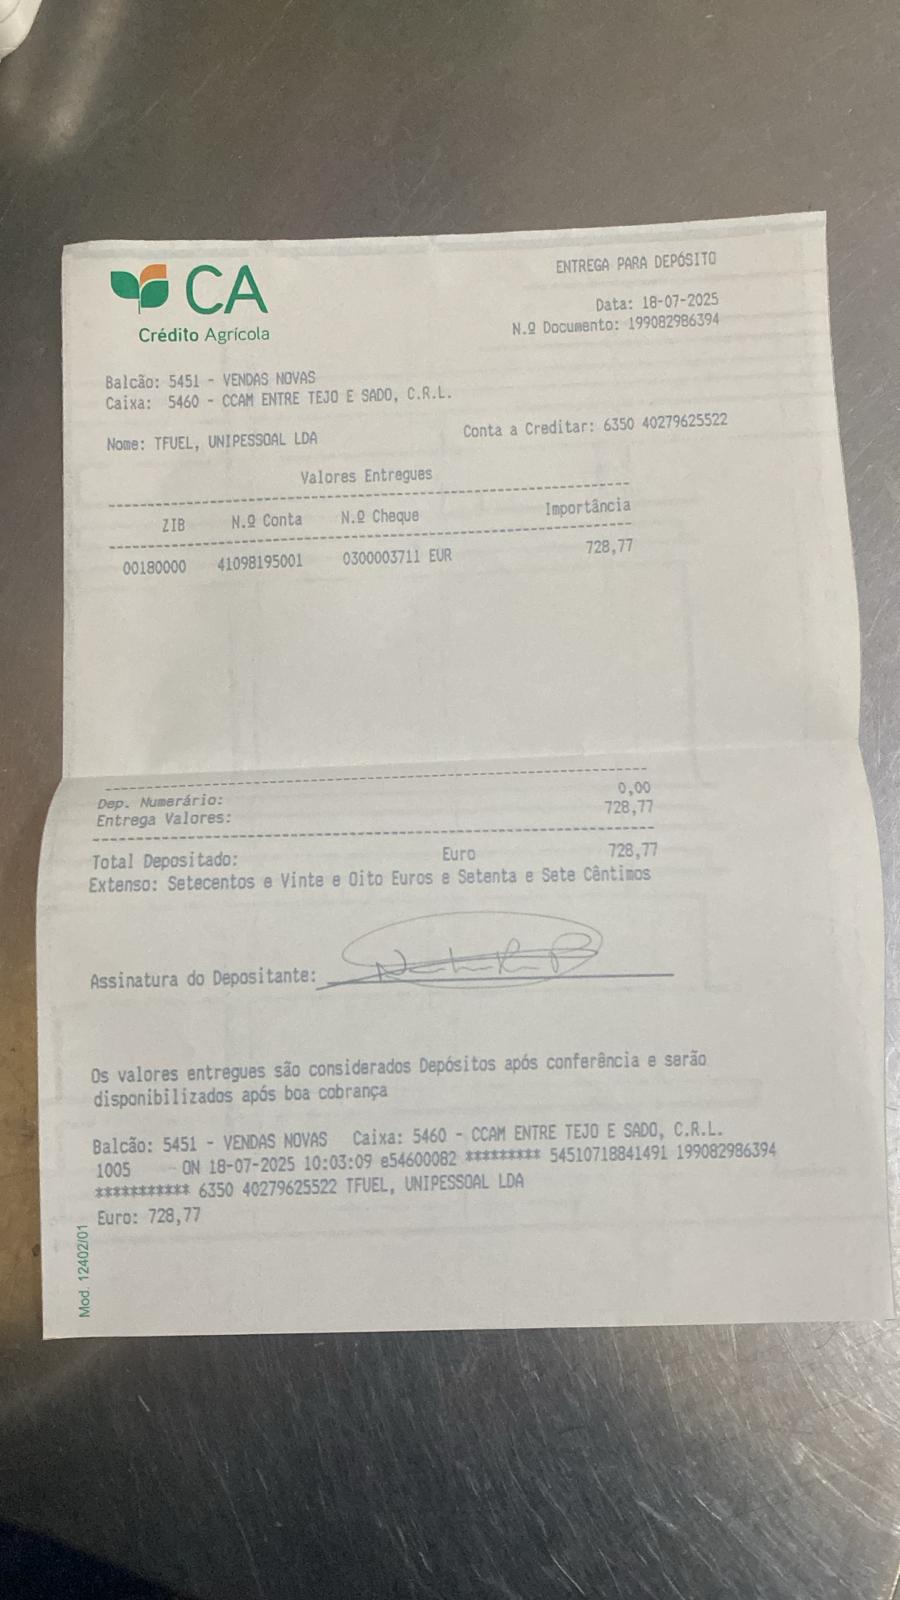 CA
Crédito Agrícola
ENTREGA PARA DEPÓSITO
Data: 18-07-2025
N.º Documento: 199082986394
Balcão: 5451 - VENDAS NOVAS
Caixa: 5460 - CCAM ENTRE TEJO E SADO, C.R.L.
Nome: TFUEL, UNIPESSOAL LDA Conta a Creditar: 6350 40279625522
Valores Entregues
ZIB N.º Conta N.º Cheque Importância
00180000 41098195001 0300003711 EUR 728,77
Dep. Numerário: 0,00
Entrega Valores: 728,77
Total Depositado: Euro 728,77
Extenso: Setecentos e Vinte e Oito Euros e Setenta e Sete Cêntimos
Assinatura do Depositante:
Os valores entregues são considerados Depósitos após conferência e serão
disponibilizados após boa cobrança
Balcão: 5451 - VENDAS NOVAS Caixa: 5460 - CCAM ENTRE TEJO E SADO, C.R.L.
1005 ON 18-07-2025 10:03:09 e54600082 ********* 54510718841491 199082986394
*********** 6350 40279625522 TFUEL, UNIPESSOAL LDA
Euro: 728,77
Mod. 12402/01